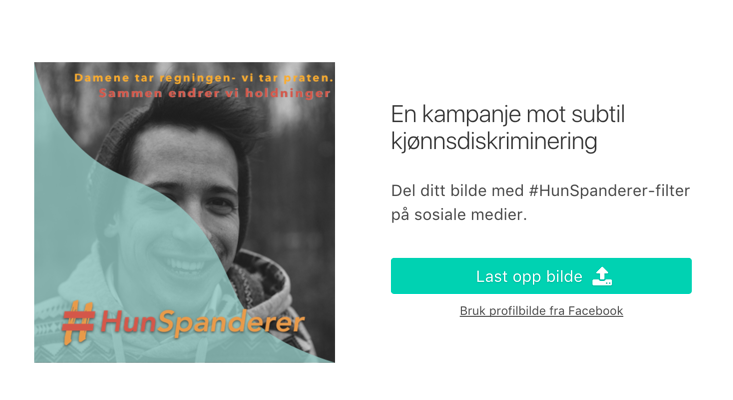 Damene tar regningen- vi tar praten.
Sammen endrer vi holdninger
#HunSpanderer
En kampanje mot subtil
kjønnsdiskriminering
Del ditt bilde med #HunSpanderer-filter
på sosiale medier.
Last opp bilde
Bruk profilbilde fra Facebook